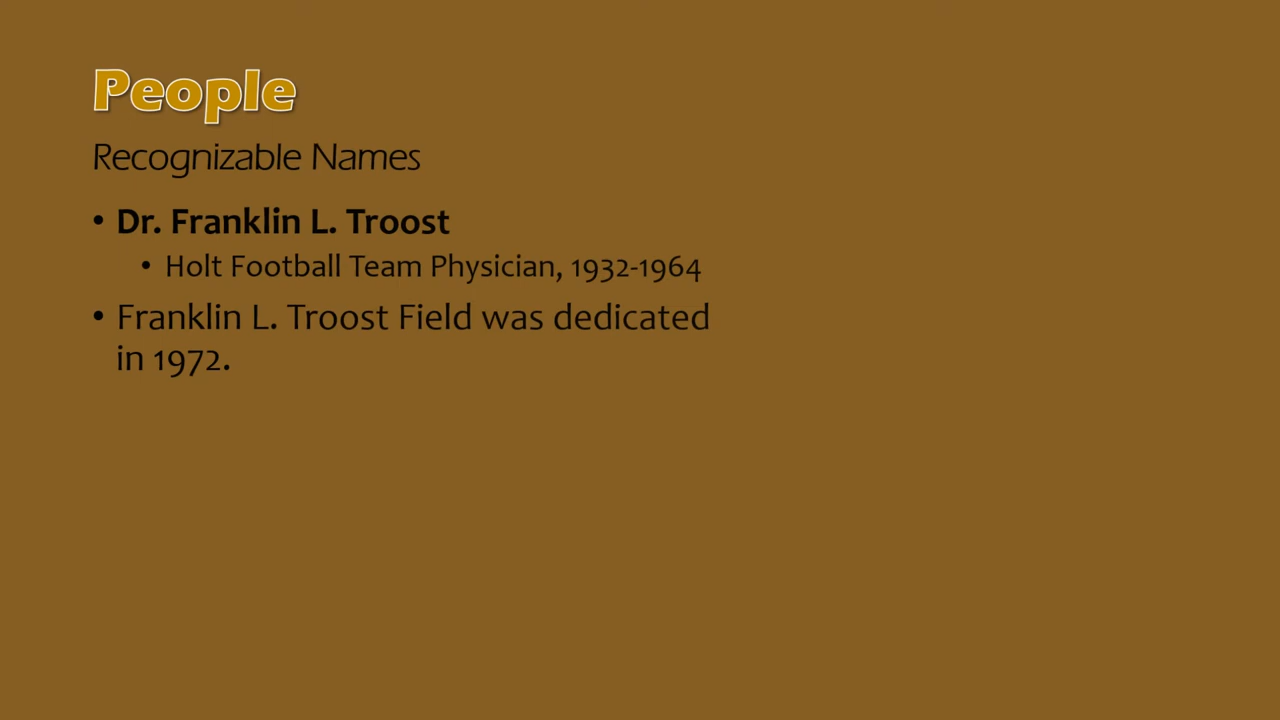 People
Recognizable Names
• Dr. Franklin L. Troost
• Holt Football Team Physician, 1932-1964
• Franklin L. Troost Field was dedicated
in 1972.